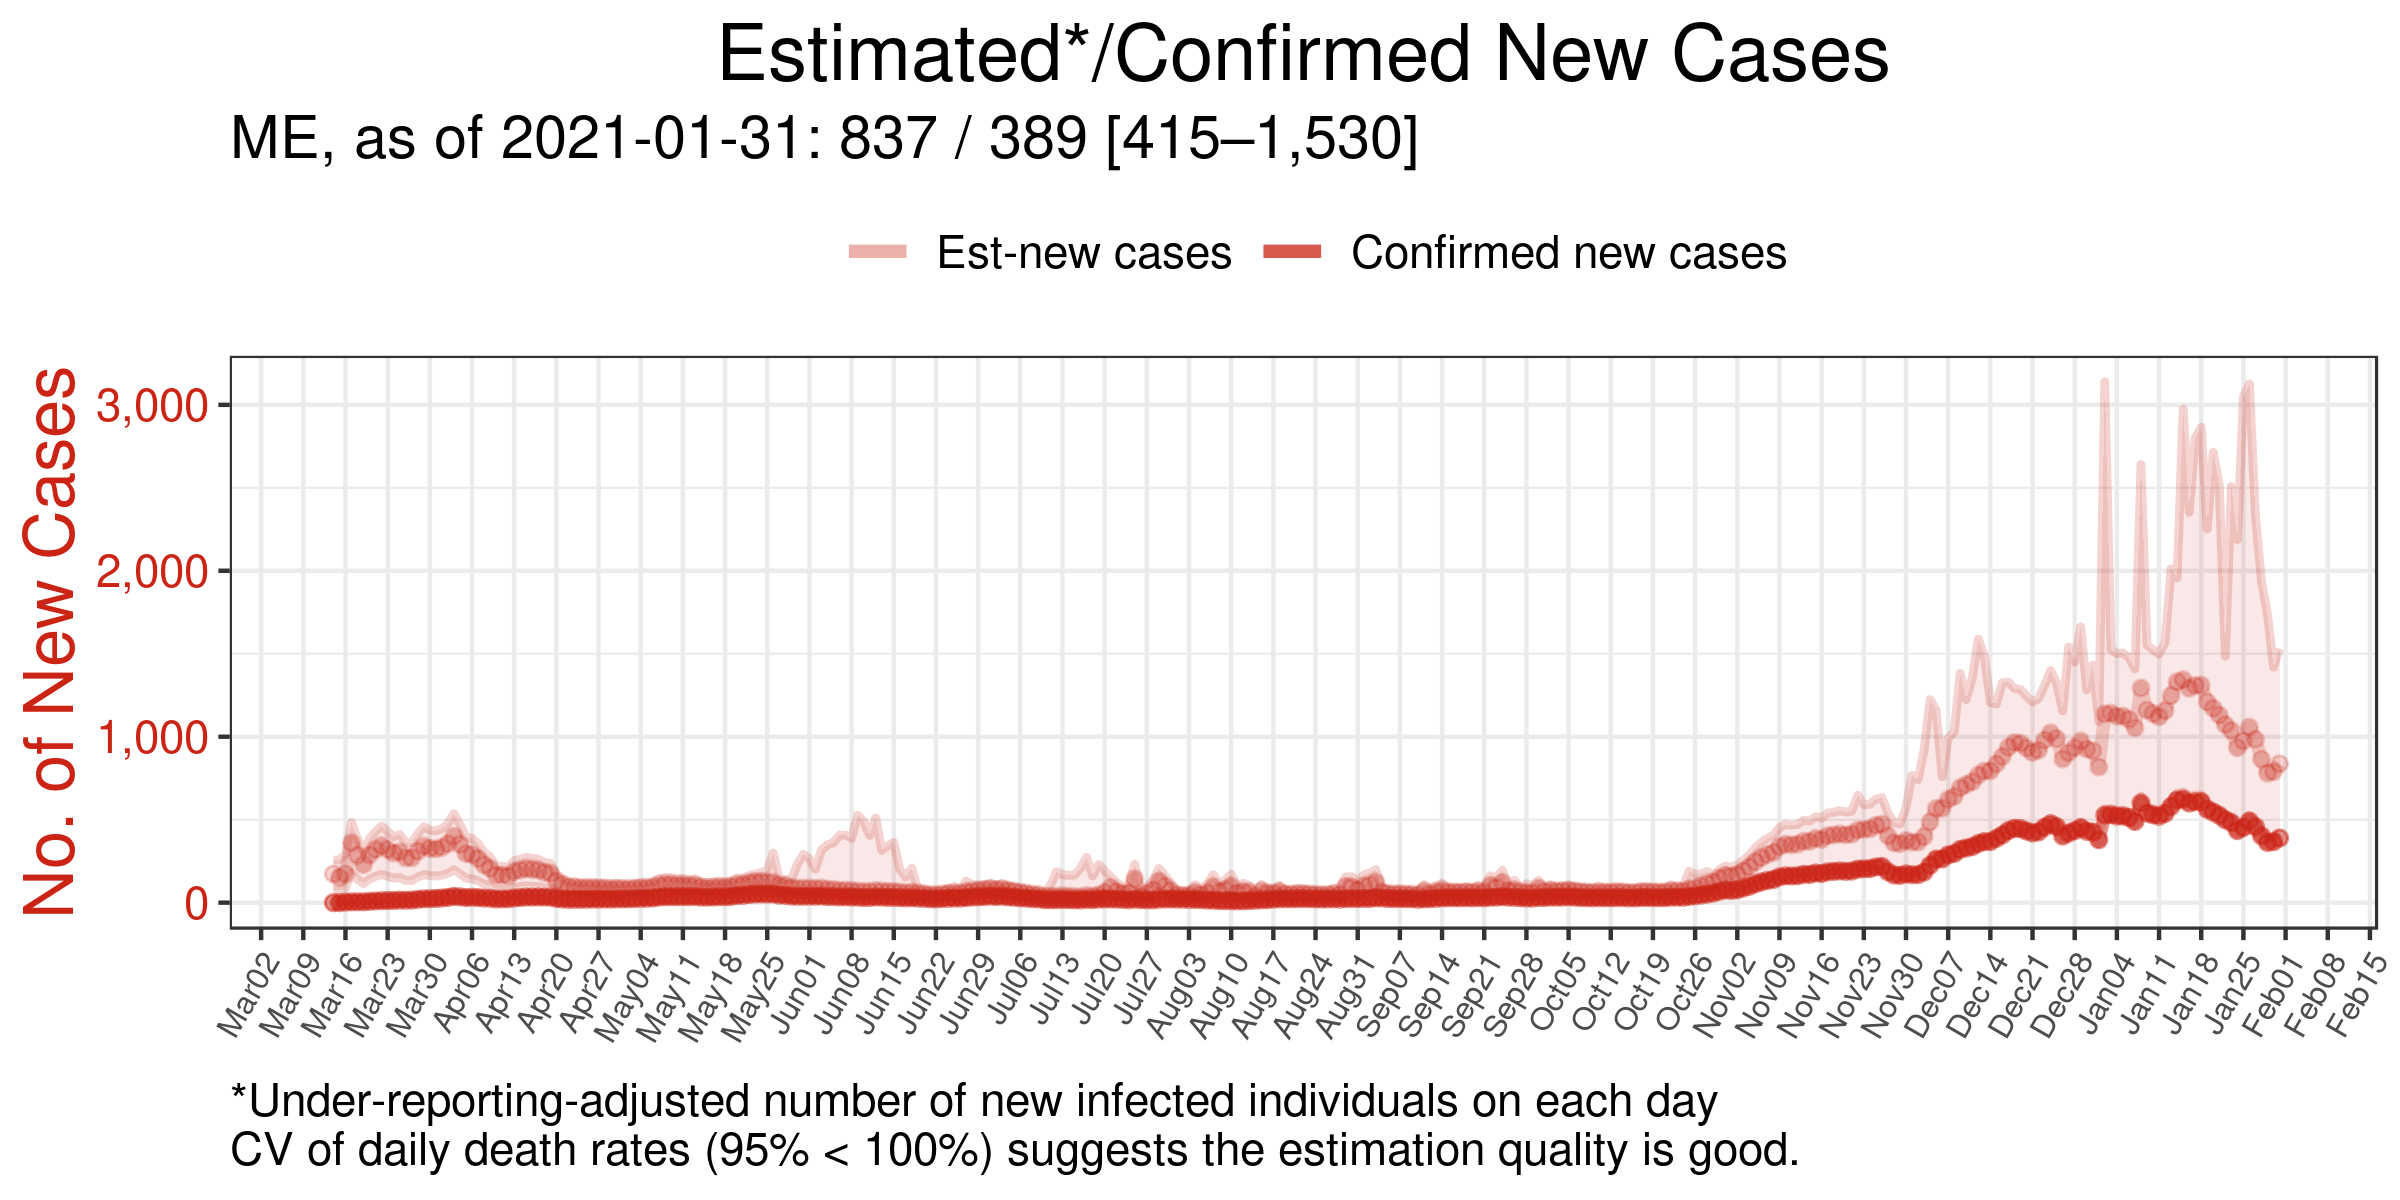 Estimated*/Confirmed New Cases
ME, as of 2021-01-31: 837 / 389 [415–1,530]
Est-new cases
Confirmed new cases
No. of New Cases
3,000
2,000
1,000
0
Mar02
Mar09
Mar16
Mar23
Mar30
Apr06
Apr13
Apr20
Apr27
May04
May11
May18
May25
Jun01
Jun08
Jun15
Jun22
Jun29
Jul06
Jul13
Jul20
Jul27
Aug03
Aug10
Aug17
Aug24
Aug31
Sep07
Sep14
Sep21
Sep28
Oct05
Oct12
Oct19
Oct26
Nov02
Nov09
Nov16
Nov23
Nov30
Dec07
Dec14
Dec21
Dec28
Jan04
Jan11
Jan18
Jan25
Feb01
Feb08
Feb15
*Under-reporting-adjusted number of new infected individuals on each day
CV of daily death rates (95% < 100%) suggests the estimation quality is good.